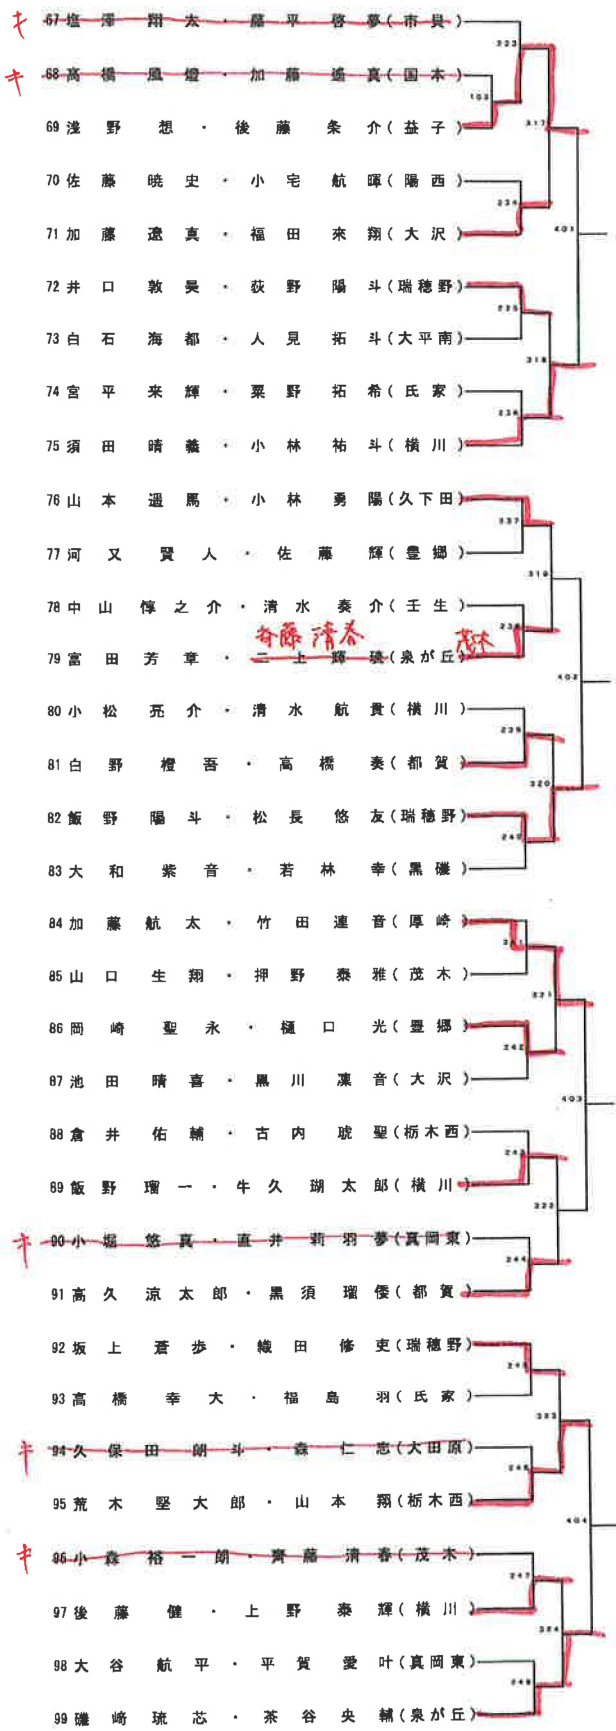 キ 67 塩澤翔太・藤平啓夢(市貝)
223
キ 68 高橋風燈・加藤遙真(国本)
103
69 浅野想・後藤条介(益子)
317
70 佐藤暁史・小宅航暉(陽西)
234
71 加藤遼真・福田來翔(大沢)
401
72 井口敦昊・荻野陽斗(瑞穂野)
235
73 白石海都・人見拓斗(大平南)
318
74 宮平来輝・粟野拓希(氏家)
236
75 須田晴義・小林祐斗(横川)
76 山本遥馬・小林勇陽(久下田)
237
77 河又賢人・佐藤輝(豊郷)
319
78 中山惇之介・清水奏介(壬生)
斉藤清春 茂木
238
79 富田芳章・二上輝琉(泉が丘)
402
80 小松亮介・清水航貴(横川)
239
81 白野橙吾・高橋奏(都賀)
320
82 飯野陽斗・松長悠友(瑞穂野)
240
83 大和紫音・若林幸(黒磯)
84 加藤航太・竹田連音(厚崎)
241
85 山口生翔・押野泰雅(茂木)
321
86 岡崎聖永・樋口光(豊郷)
242
87 池田晴喜・黒川凜音(大沢)
403
88 倉井佑輔・古内琥聖(栃木西)
243
89 飯野瑠一・牛久瑚太郎(横川)
322
キ 90 小堀悠真・直井莉羽夢(真岡東)
244
91 高久涼太郎・黒須瑠倭(都賀)
92 坂上蒼歩・織田修吏(瑞穂野)
245
93 高橋幸大・福島羽(氏家)
323
キ 94 久保田朗斗・森仁志(大田原)
246
95 荒木堅大郎・山本翔(栃木西)
404
キ 96 小森裕一朗・齊藤清春(茂木)
247
97 後藤健・上野泰輝(横川)
324
98 大谷航平・平賀愛叶(真岡東)
248
99 磯崎琉芯・茶谷央輔(泉が丘)